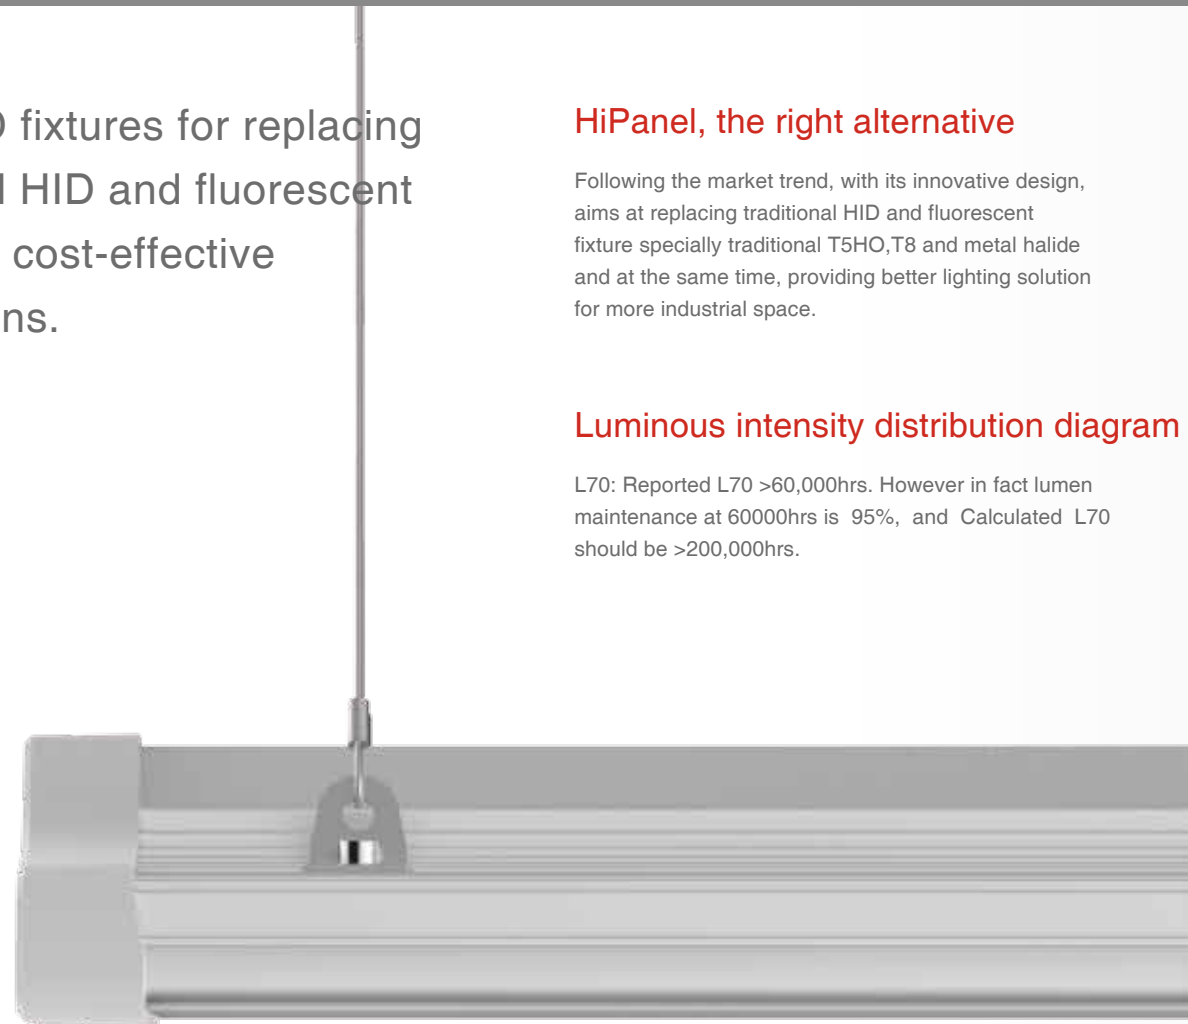 fixtures for replacing
HID and fluorescent
cost-effective
HiPanel, the right alternative
Following the market trend, with its innovative design,
aims at replacing traditional HID and fluorescent
fixture specially traditional T5HO,T8 and metal halide
and at the same time, providing better lighting solution
for more industrial space.
Luminous intensity distribution diagram
L70: Reported L70 >60,000hrs. However in fact lumen
maintenance at 60000hrs is 95%, and Calculated L70
should be >200,000hrs.